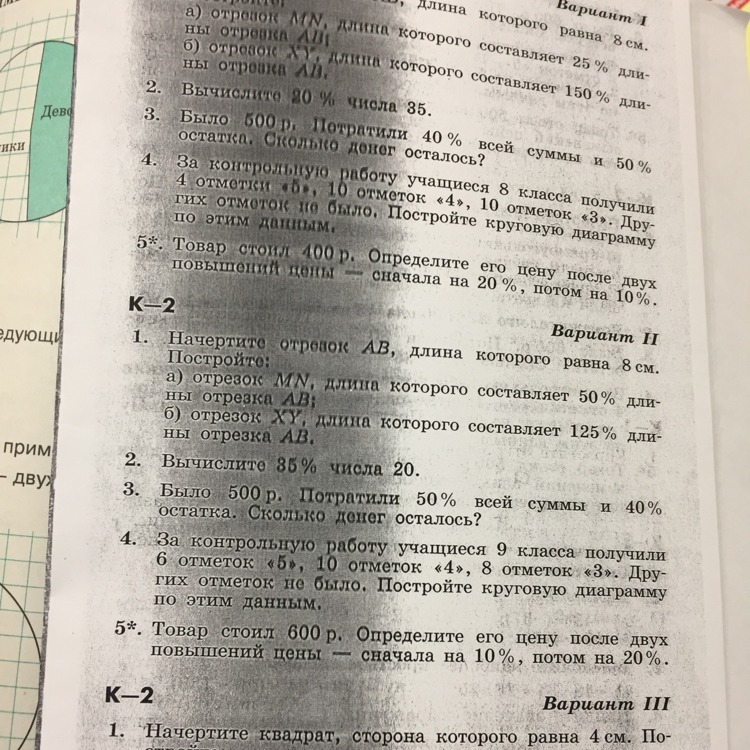 Вариант I
длина которого равна 8 см.
а) отрезок MN, длина которого составляет 25 % дли-
ны отрезка AB;
б) отрезок XY, длина которого составляет 150 % дли-
ны отрезка AB.
2. Вычислите 20 % числа 35.
3. Было 500 р. Потратили 40 % всей суммы и 50 %
остатка. Сколько денег осталось?
4. За контрольную работу учащиеся 8 класса получили
4 отметки «5», 10 отметок «4», 10 отметок «3». Дру-
гих отметок не было. Постройте круговую диаграмму
по этим данным.
5*. Товар стоил 400 р. Определите его цену после двух
повышений цены — сначала на 20 %, потом на 10 %.
К—2
Вариант II
1. Начертите отрезок AB, длина которого равна 8 см.
Постройте:
а) отрезок MN, длина которого составляет 50 % дли-
ны отрезка AB;
б) отрезок XY, длина которого составляет 125 % дли-
ны отрезка AB.
2. Вычислите 35 % числа 20.
3. Было 500 р. Потратили 50 % всей суммы и 40 %
остатка. Сколько денег осталось?
4. За контрольную работу учащиеся 9 класса получили
6 отметок «5», 10 отметок «4», 8 отметок «3». Дру-
гих отметок не было. Постройте круговую диаграмму
по этим данным.
5*. Товар стоил 600 р. Определите его цену после двух
повышений цены — сначала на 10 %, потом на 20 %.
К—2
Вариант III
1. Начертите квадрат, сторона которого равна 4 см. По-
Дево
ики
едующи
прим
– двух